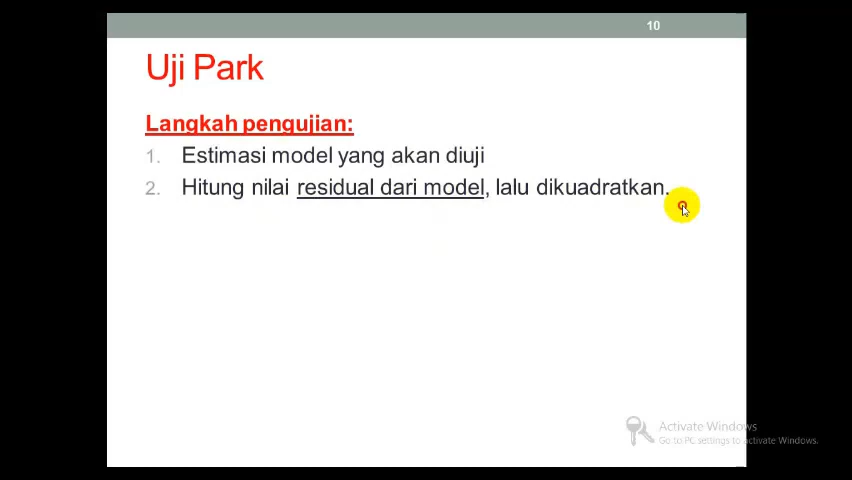 10
Uji Park
Langkah pengujian:
1. Estimasi model yang akan diuji
2. Hitung nilai residual dari model, lalu dikuadratkan.
Activate Windows
Go to PC settings to activate Windows.